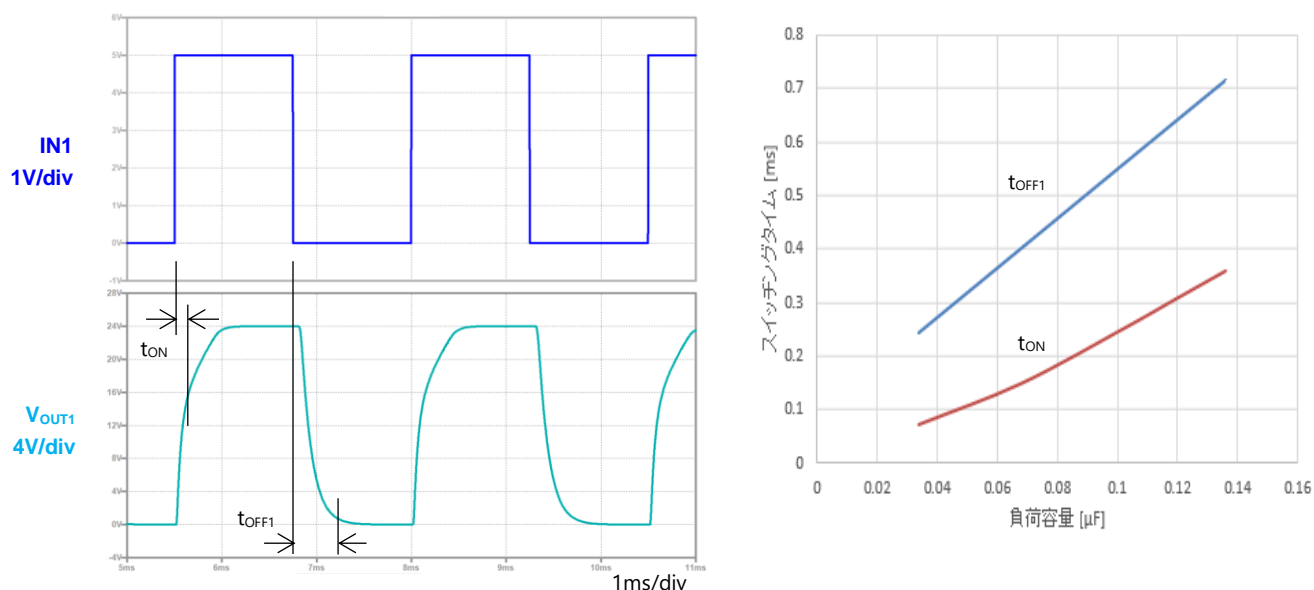 6V
5V
4V
3V
2V
1V
0V
-1V
IN1
1V/div
28V
24V
20V
16V
12V
8V
4V
0V
-4V
VOUT1
4V/div
tON
tOFF1
5ms
6ms
7ms
8ms
9ms
10ms
11ms
1ms/div
0.8
0.7
0.6
0.5
0.4
0.3
0.2
0.1
0
スイッチングタイム [ms]
tOFF1
tON
0
0.02
0.04
0.06
0.08
0.1
0.12
0.14
0.16
負荷容量 [μF]